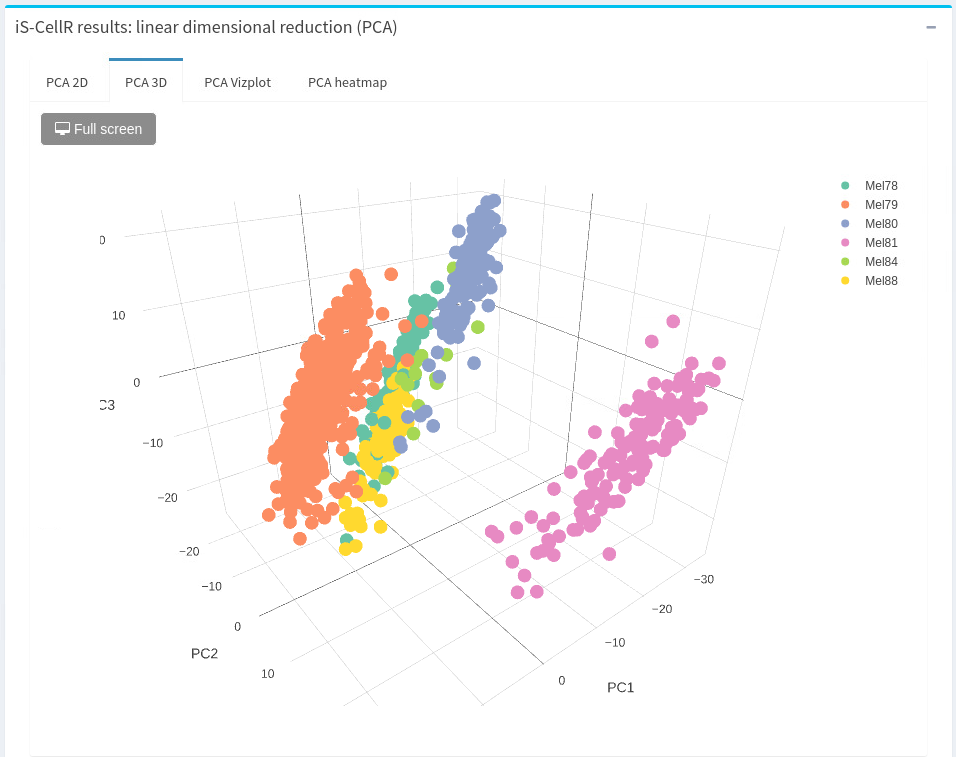 iS-CellR results: linear dimensional reduction (PCA)
PCA 2D
PCA 3D
PCA Vizplot
PCA heatmap
Full screen
Mel78
Mel79
Mel80
Mel81
Mel84
Mel88
0
10
0
C3
−10
−20
−20
−10
0
10
PC2
−30
−20
−10
0
PC1